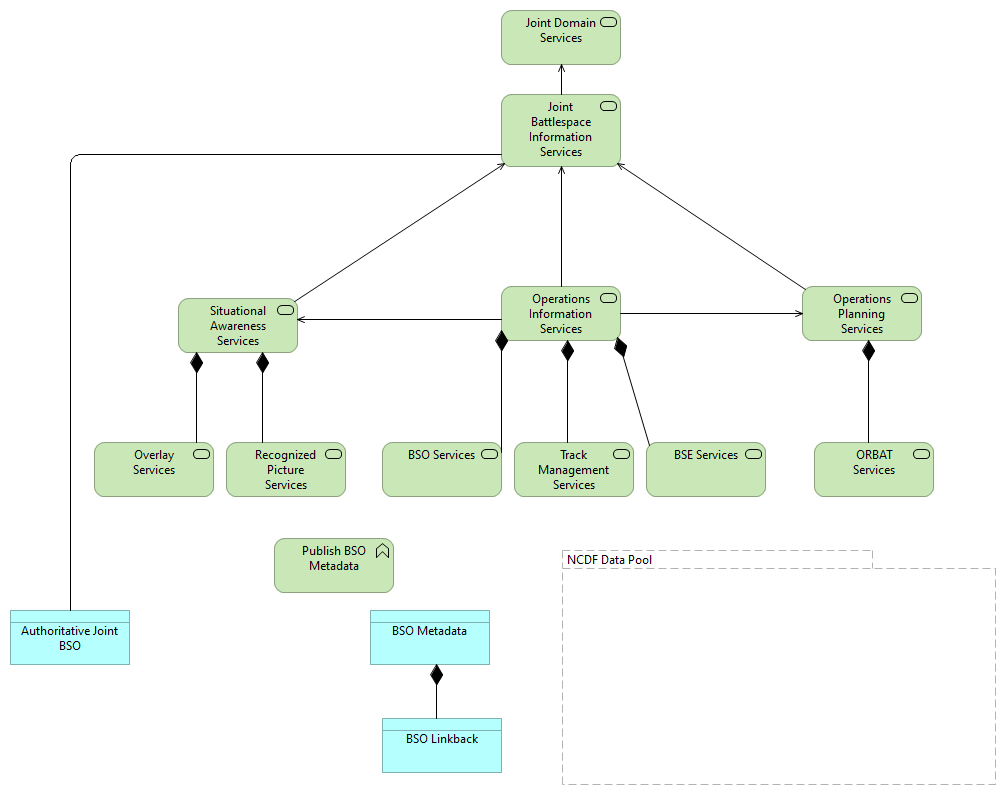 Joint Domain
Services
Joint
Battlespace
Information
Services
Situational
Awareness
Services
Operations
Information
Services
Operations
Planning
Services
Overlay
Services
Recognized
Picture
Services
BSO Services
Track
Management
Services
BSE Services
ORBAT
Services
Publish BSO
Metadata
NCDF Data Pool
Authoritative Joint
BSO
BSO Metadata
BSO Linkback